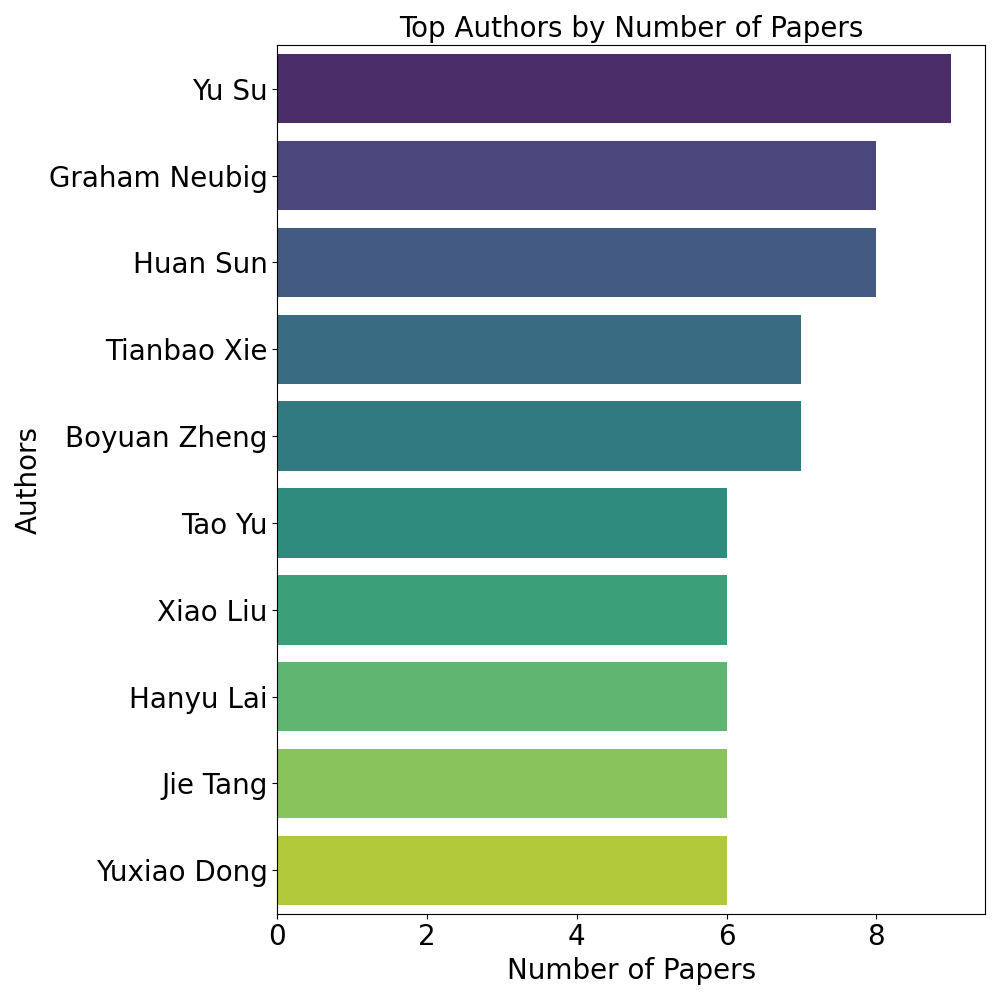 Top Authors by Number of Papers
Authors
Yu Su
Graham Neubig
Huan Sun
Tianbao Xie
Boyuan Zheng
Tao Yu
Xiao Liu
Hanyu Lai
Jie Tang
Yuxiao Dong
0 2 4 6 8
Number of Papers